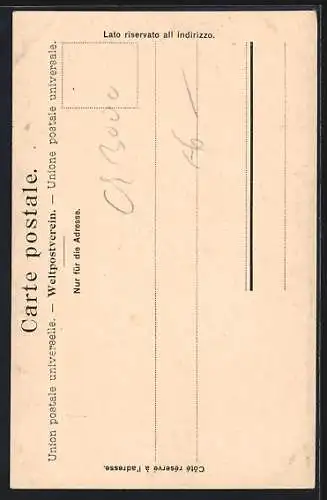 Carte postale.
Union postale universelle. — Weltpostverein. — Unione postale universale.
Nur für die Adresse.
Côté réservé à l'adresse.
Lato riservato all indirizzo.